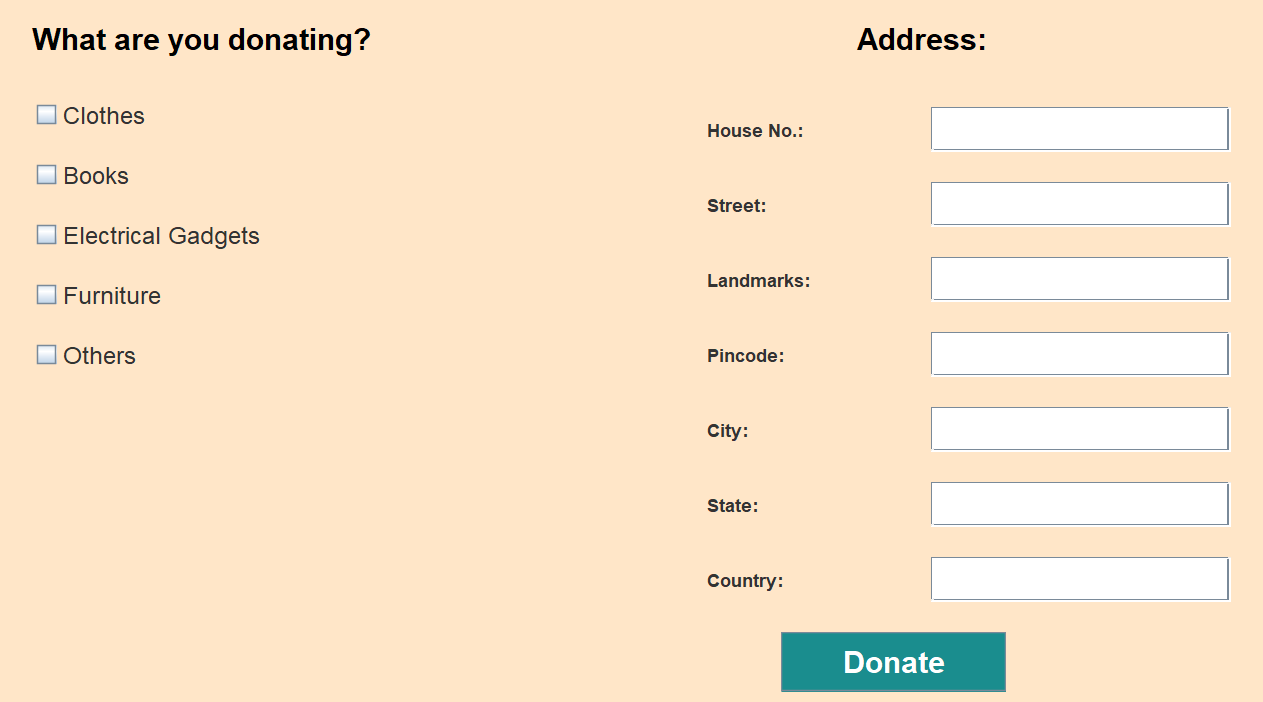 What are you donating?
Clothes
Books
Electrical Gadgets
Furniture
Others
Address:
House No.:
Street:
Landmarks:
Pincode:
City:
State:
Country:
Donate